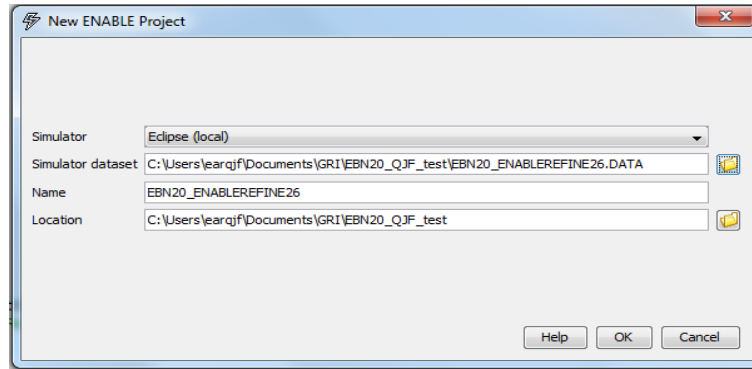 New ENABLE Project
Simulator Eclipse (local)
Simulator dataset C:\Users\earqjf\Documents\GRI\EBN20_QJF_test\EBN20_ENABLEREFINE26.DATA
Name EBN20_ENABLEREFINE26
Location C:\Users\earqjf\Documents\GRI\EBN20_QJF_test
Help OK Cancel